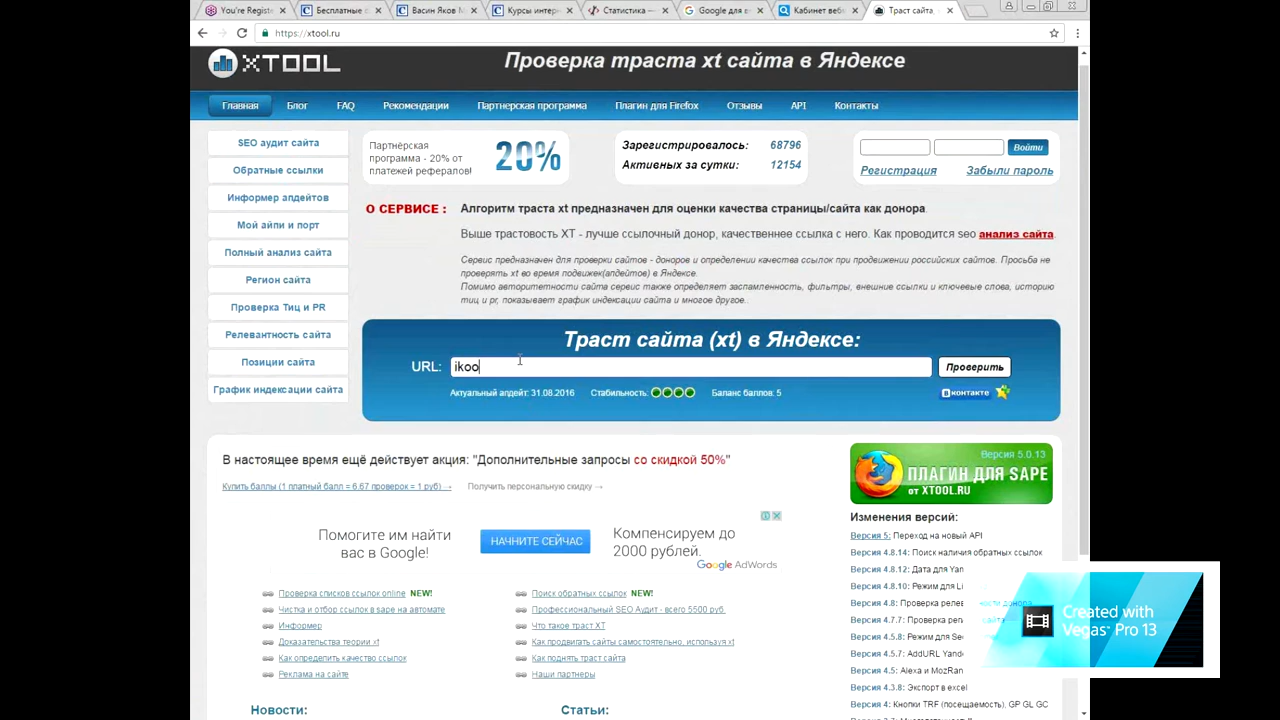 You're Regist
Бесплатные
Васин Яков М
Курсы интер
Статистика —
Google для в
Кабинет веб
Траст сайта,
https://xtool.ru
XTOOL
Проверка траста xt сайта в Яндексе
Главная
Блог
FAQ
Рекомендации
Партнерская программа
Плагин для Firefox
Отзывы
API
Контакты
SEO аудит сайта
Обратные ссылки
Информер апдейтов
Мой айпи и порт
Полный анализ сайта
Регион сайта
Проверка Тиц и PR
Релевантность сайта
Позиции сайта
График индексации сайта
Партнёрская
программа - 20% от
платежей рефералов!
20%
Зарегистрировалось: 68796
Активных за сутки: 12154
Войти
Регистрация
Забыли пароль
О СЕРВИСЕ :
Алгоритм траста xt предназначен для оценки качества страницы/сайта как донора.
Выше трастовость XT - лучше ссылочный донор, качественнее ссылка с него. Как проводится seo анализ сайта.
Сервис предназначен для проверки сайтов - доноров и определении качества ссылок при продвижении российских сайтов. Просьба не
проверять xt во время подвижек(апдейтов) в Яндексе.
Помимо авторитетности сайта сервис также определяет заспамленность, фильтры, внешние ссылки и ключевые слова, историю
тиц и pr, показывает график индексации сайта и многое другое..
Траст сайта (xt) в Яндексе:
URL: ikoo
Проверить
Актуальный апдейт: 31.08.2016
Стабильность:
Баланс баллов: 5
Вконтакте
В настоящее время ещё действует акция: "Дополнительные запросы со скидкой 50%"
Купить баллы (1 платный балл = 6.67 проверок = 1 руб) →
Получить персональную скидку →
Помогите им найти
вас в Google!
НАЧНИТЕ СЕЙЧАС
Компенсируем до
2000 рублей.
Google AdWords
Проверка списков ссылок online NEW!
Чистка и отбор ссылок в sape на автомате
Информер
Доказательства теории xt
Как определить качество ссылок
Реклама на сайте
Поиск обратных ссылок NEW!
Профессиональный SEO Аудит - всего 5500 руб.
Что такое траст XT
Как продвигать сайты самостоятельно, используя xt
Как поднять траст сайта
Наши партнеры
Новости:
Статьи:
Версия 5.0.13
ПЛАГИН ДЛЯ SAPE
от XTOOL.RU
Изменения версий:
Версия 5: Переход на новый API
Версия 4.8.14: Поиск наличия обратных ссылок
Версия 4.8.12: Дата для Yan
Версия 4.8.10: Режим для Li
Версия 4.8: Проверка релевантности донора
Версия 4.7.7: Проверка реги
Версия 4.5.8: Режим для Seo
Версия 4.5.7: AddURL Yande
Версия 4.5: Alexa и MozRan
Версия 4.3.8: Экспорт в excel
Версия 4: Кнопки TRF (посещаемость), GP GL GC
Created with
Vegas Pro 13